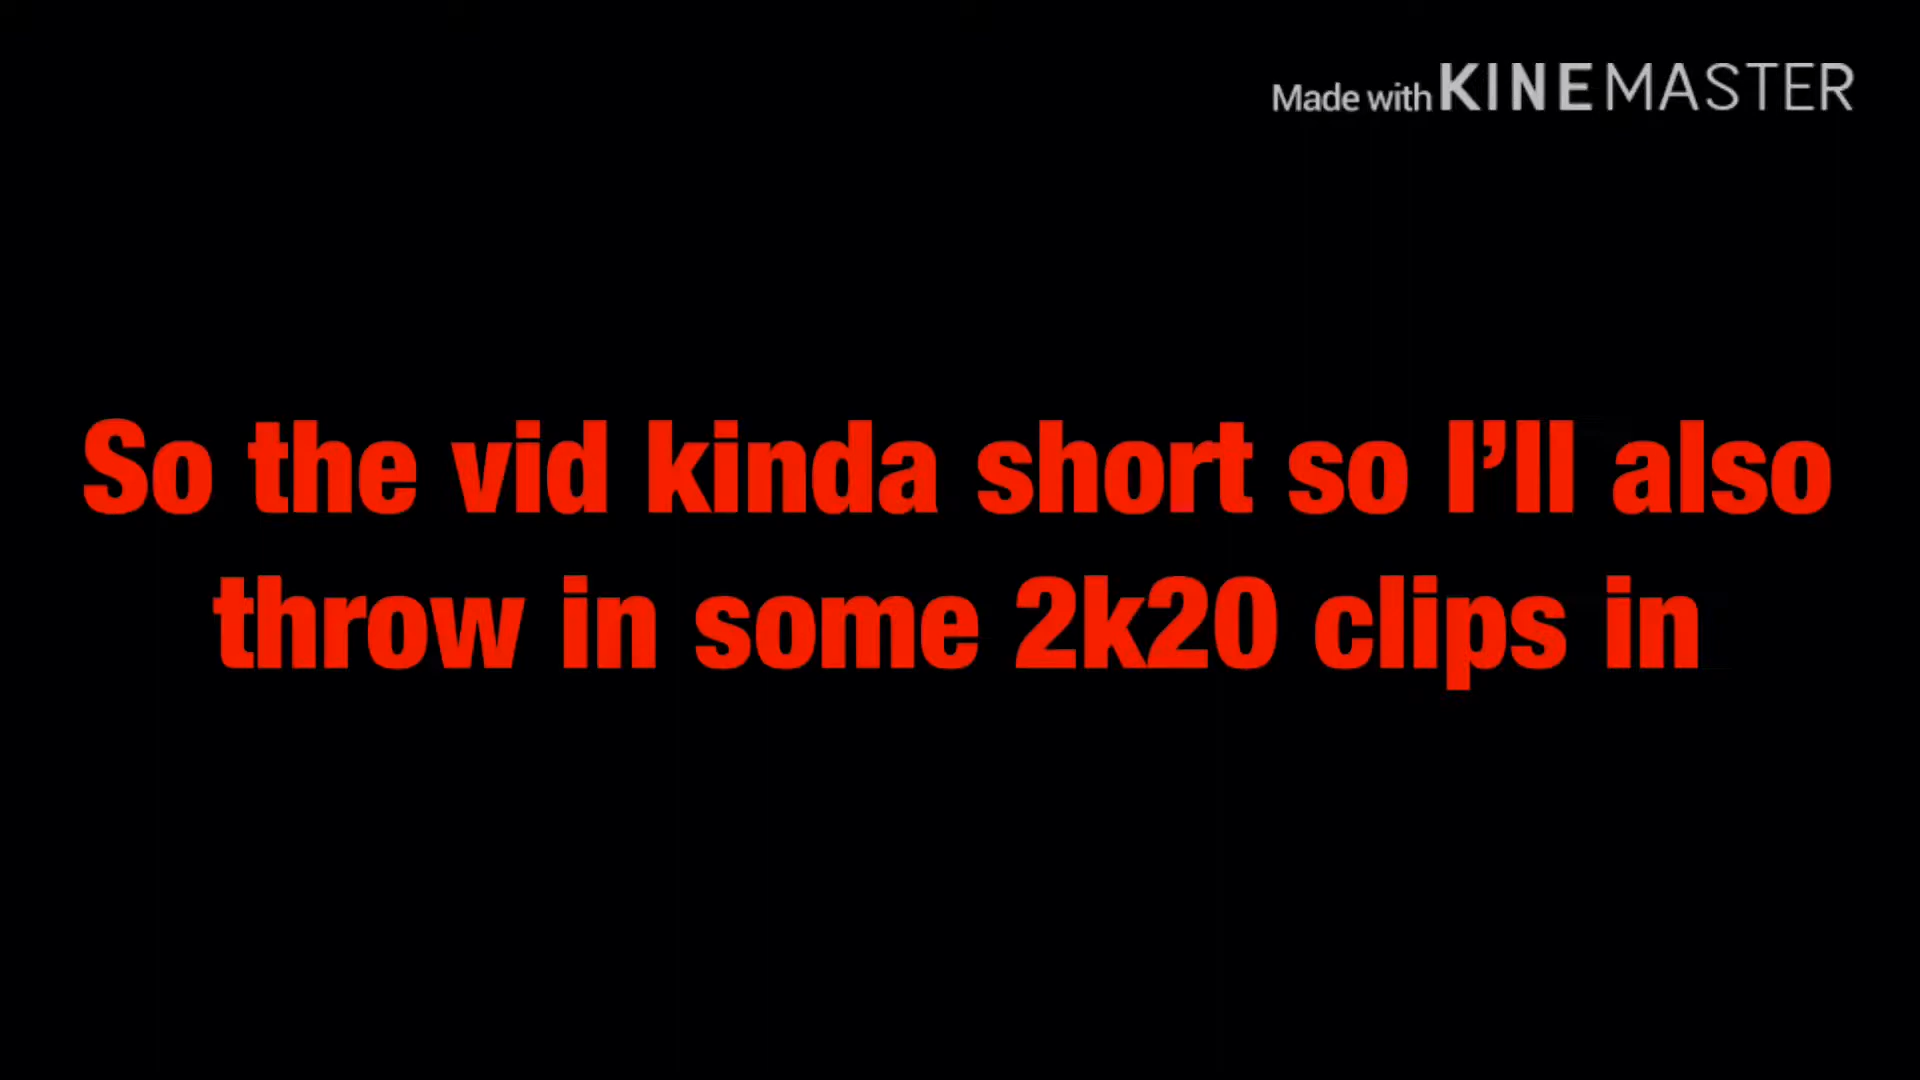 Made with KINEMASTER
So the vid kinda short so I’ll also
throw in some 2k20 clips in